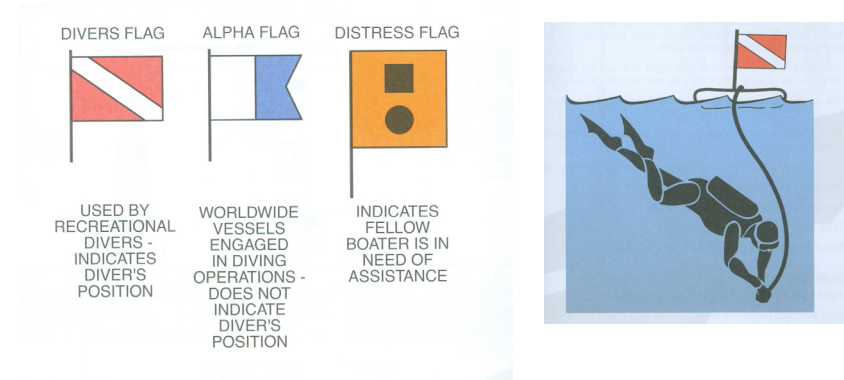 DIVERS FLAG
ALPHA FLAG
DISTRESS FLAG
USED BY
RECREATIONAL
DIVERS -
INDICATES
DIVER'S
POSITION
WORLDWIDE
VESSELS
ENGAGED
IN DIVING
OPERATIONS -
DOES NOT
INDICATE
DIVER'S
POSITION
INDICATES
FELLOW
BOATER IS IN
NEED OF
ASSISTANCE